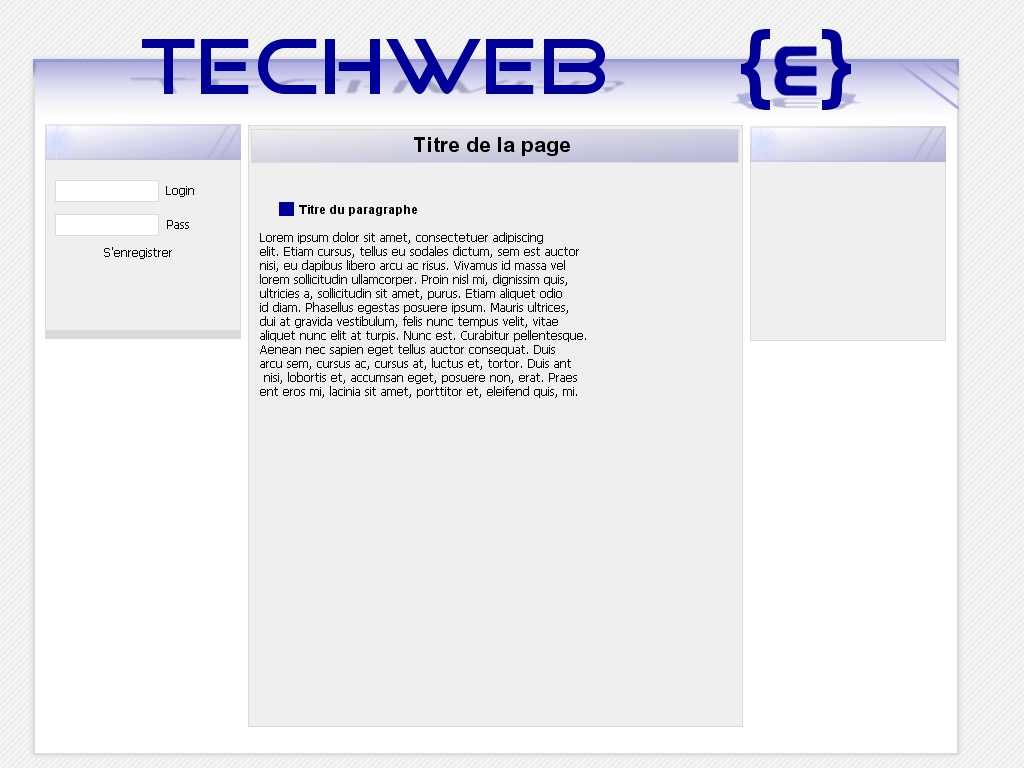 TECHWEB {ε}
Titre de la page
Login
Pass
S'enregistrer
Titre du paragraphe
Lorem ipsum dolor sit amet, consectetuer adipiscing
elit. Etiam cursus, tellus eu sodales dictum, sem est auctor
nisi, eu dapibus libero arcu ac risus. Vivamus id massa vel
lorem sollicitudin ullamcorper. Proin nisl mi, dignissim quis,
ultricies a, sollicitudin sit amet, purus. Etiam aliquet odio
id diam. Phasellus egestas posuere ipsum. Mauris ultrices,
dui at gravida vestibulum, felis nunc tempus velit, vitae
aliquet nunc elit at turpis. Nunc est. Curabitur pellentesque.
Aenean nec sapien eget tellus auctor consequat. Duis
arcu sem, cursus ac, cursus at, luctus et, tortor. Duis ant
nisi, lobortis et, accumsan eget, posuere non, erat. Praes
ent eros mi, lacinia sit amet, porttitor et, eleifend quis, mi.